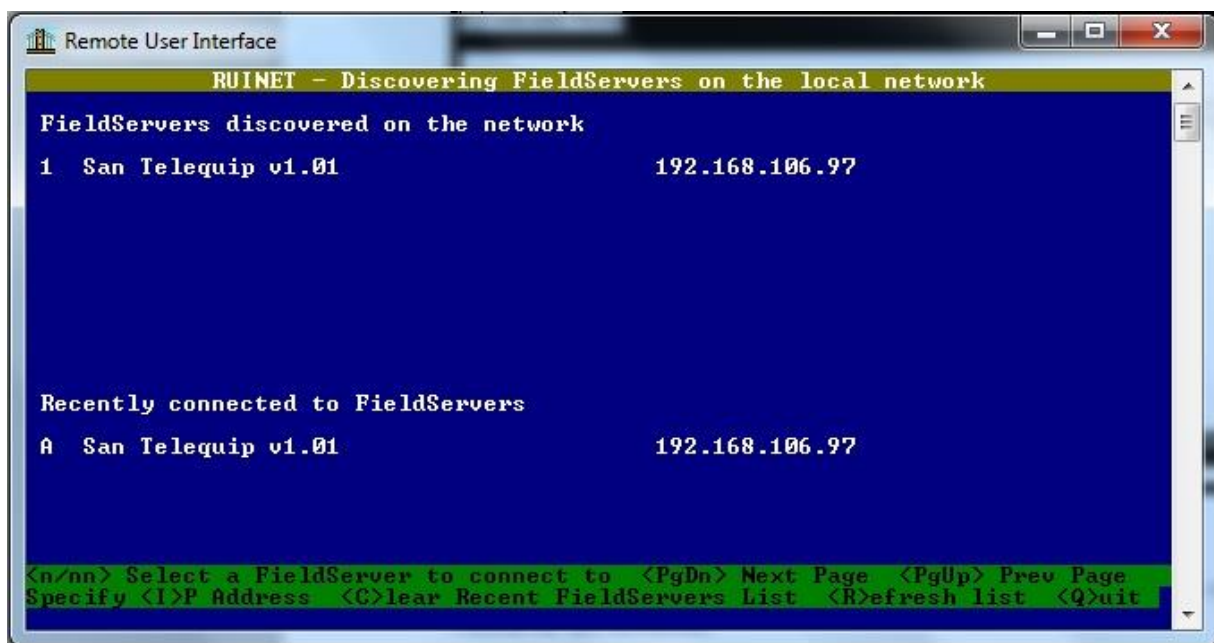 Remote User Interface
RUINET - Discovering FieldServers on the local network
FieldServers discovered on the network
1 San Telequip v1.01 192.168.106.97
Recently connected to FieldServers
A San Telequip v1.01 192.168.106.97
<n/nn> Select a FieldServer to connect to <PgDn> Next Page <PgUp> Prev Page
Specify <I>P Address <C>lear Recent FieldServers List <R>efresh list <Q>uit